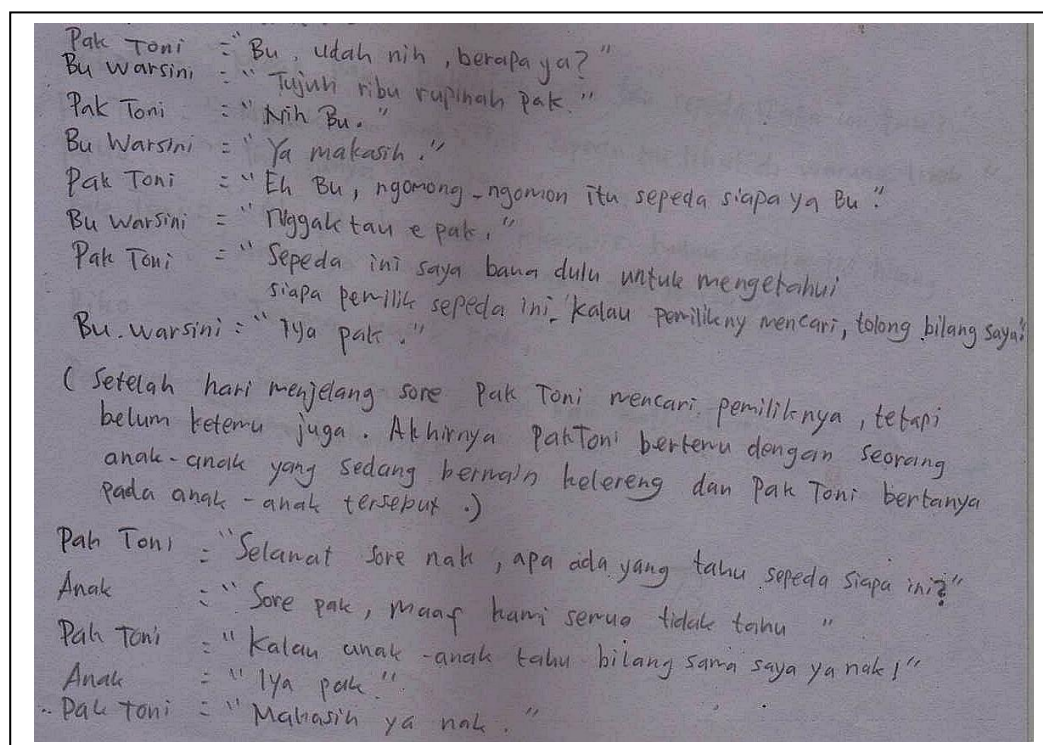 Pak Toni = "Bu, udah nih, berapa ya?"
Bu Warsini = "Tujuh ribu rupihah pak."
Pak Toni = "Nih Bu."
Bu Warsini = "Ya makasih."
Pak Toni = "Eh Bu, ngomong-ngomon itu sepeda siapa ya Bu".
Bu Warsini = "Nggak tau e pak."
Pak Toni = "Sepeda ini saya bawa dulu untuk mengetahui
siapa pemilik sepeda ini. Kalau pemilikny mencari, tolong bilang saya".
Bu. Warsini = "Iya pak."
( Setelah hari menjelang sore Pak Toni mencari pemiliknya, tetapi
belum ketemu juga. Akhirnya Pak Toni bertemu dengan seorang
anak-anak yang sedang bermain kelereng dan Pak Toni bertanya
pada anak-anak tersebut.)
Pak Toni = "Selamat sore nak, apa ada yang tahu sepeda siapa ini?"
Anak = "Sore pak, maaf kami semua tidak tahu"
Pak Toni = "Kalau anak-anak tahu bilang sama saya ya nak!"
Anak = "Iya pak."
Pak toni = "Makasih ya nak."